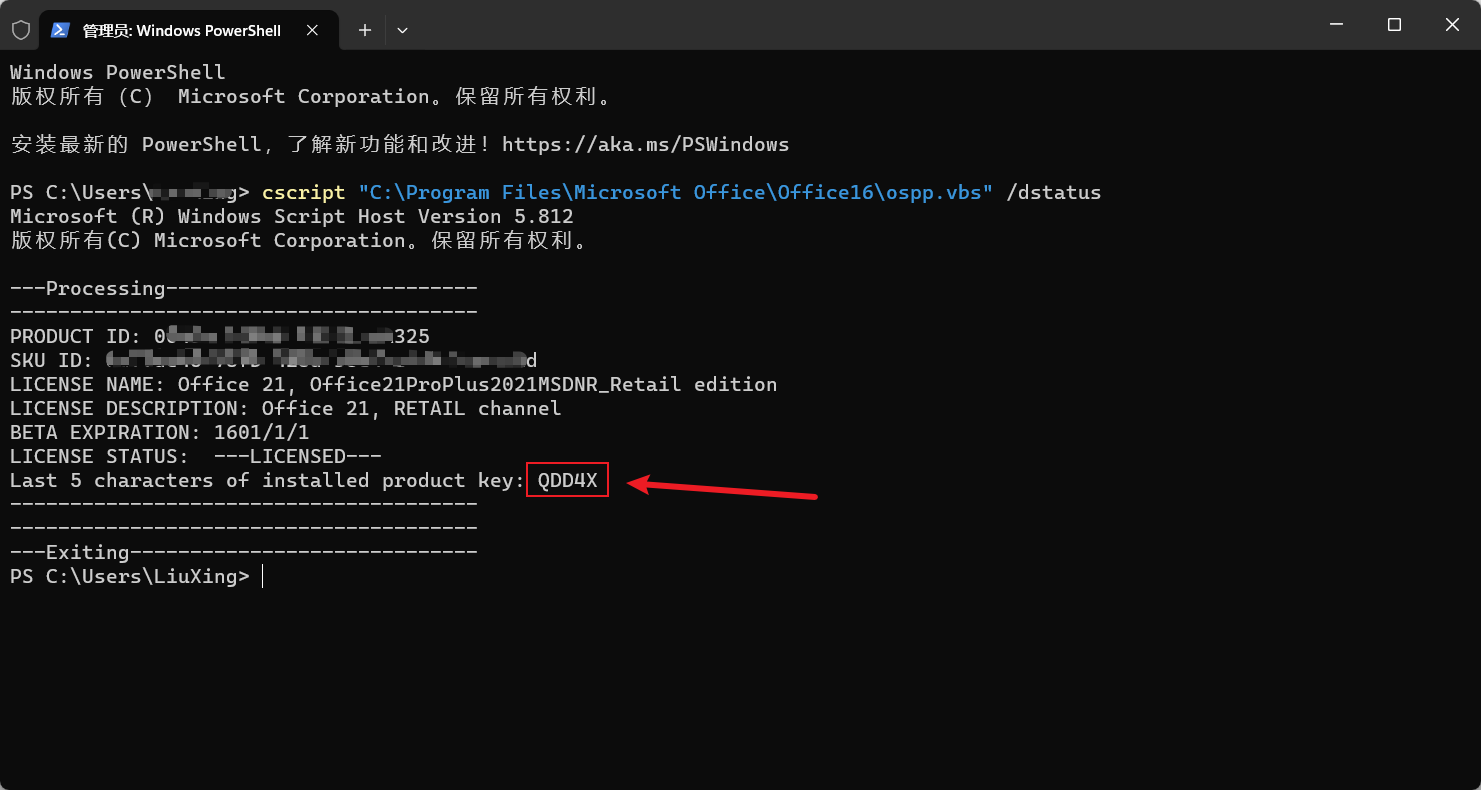 管理员: Windows PowerShell
Windows PowerShell
版权所有 (C) Microsoft Corporation。保留所有权利。
安装最新的 PowerShell，了解新功能和改进！https://aka.ms/PSWindows
PS C:\Users\ g> cscript "C:\Program Files\Microsoft Office\Office16\ospp.vbs" /dstatus
Microsoft (R) Windows Script Host Version 5.812
版权所有(C) Microsoft Corporation。保留所有权利。
---Processing--------------------------
---------------------------------------
PRODUCT ID: 325
SKU ID: d
LICENSE NAME: Office 21, Office21ProPlus2021MSDNR_Retail edition
LICENSE DESCRIPTION: Office 21, RETAIL channel
BETA EXPIRATION: 1601/1/1
LICENSE STATUS:  ---LICENSED---
Last 5 characters of installed product key: QDD4X
---------------------------------------
---------------------------------------
---Exiting-----------------------------
PS C:\Users\LiuXing>